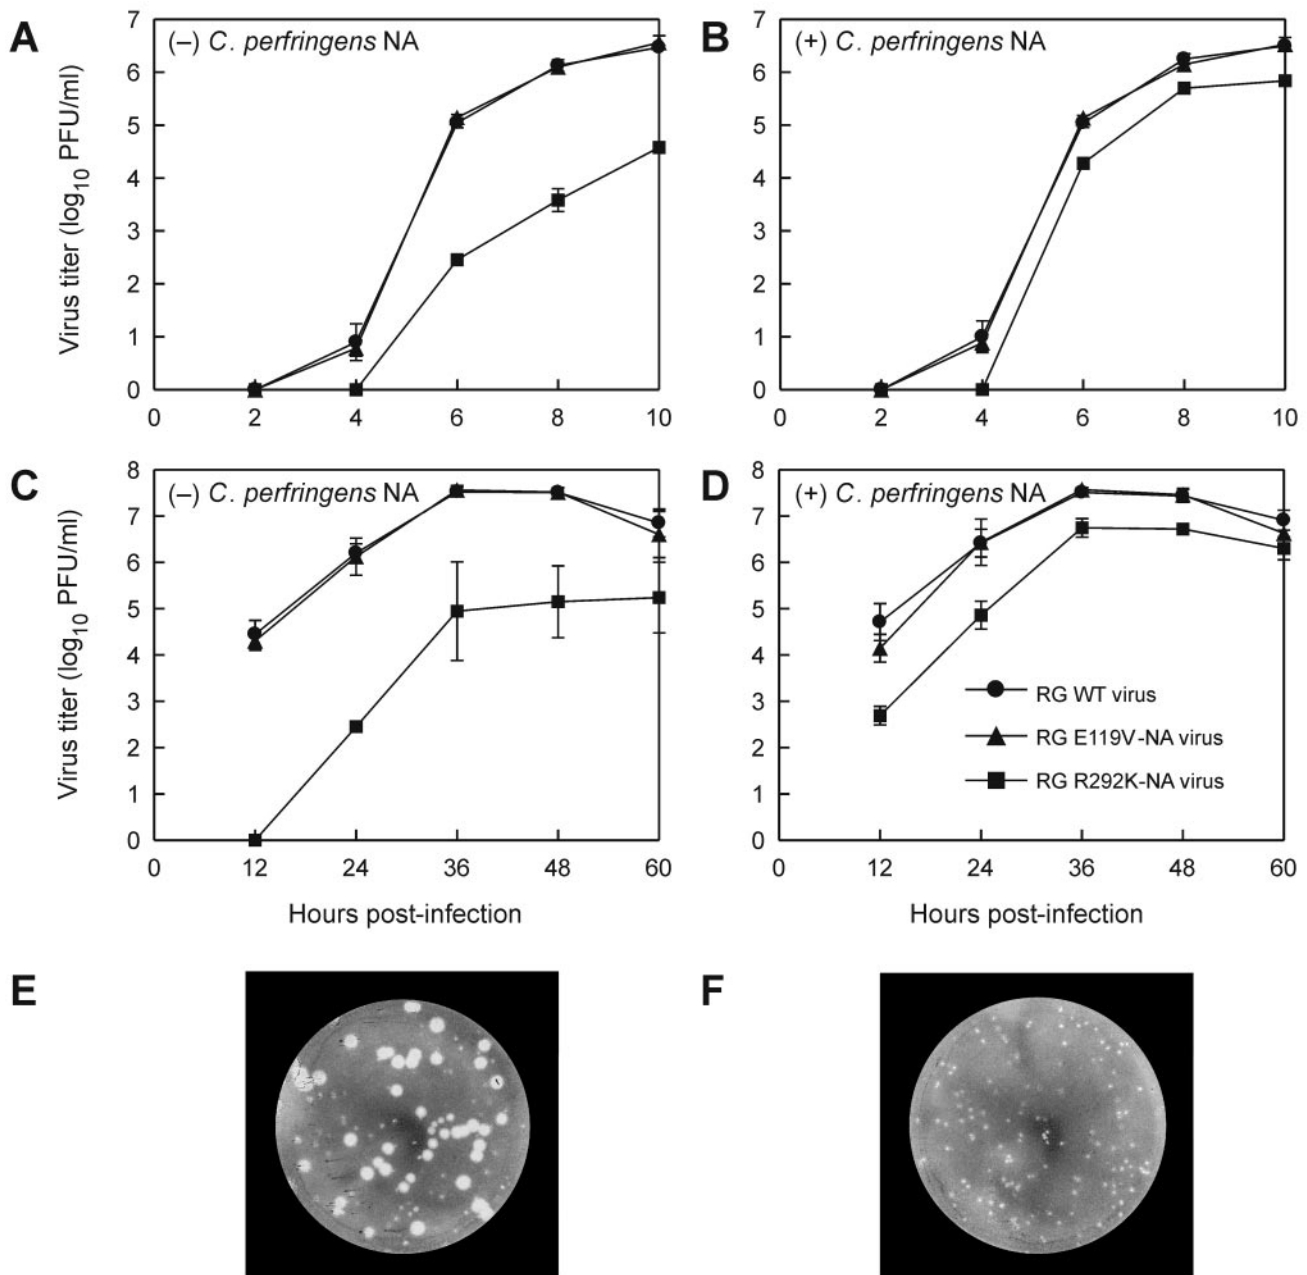 A
(–) C. perfringens NA
7
6
5
4
3
2
1
0
0 2 4 6 8 10
Virus titer (log10 PFU/ml)
B
(+) C. perfringens NA
7
6
5
4
3
2
1
0
0 2 4 6 8 10
C
(–) C. perfringens NA
8
7
6
5
4
3
2
1
0
0 12 24 36 48 60
Virus titer (log10 PFU/ml)
Hours post-infection
D
(+) C. perfringens NA
8
7
6
5
4
3
2
1
0
RG WT virus
RG E119V-NA virus
RG R292K-NA virus
0 12 24 36 48 60
Hours post-infection
E
F